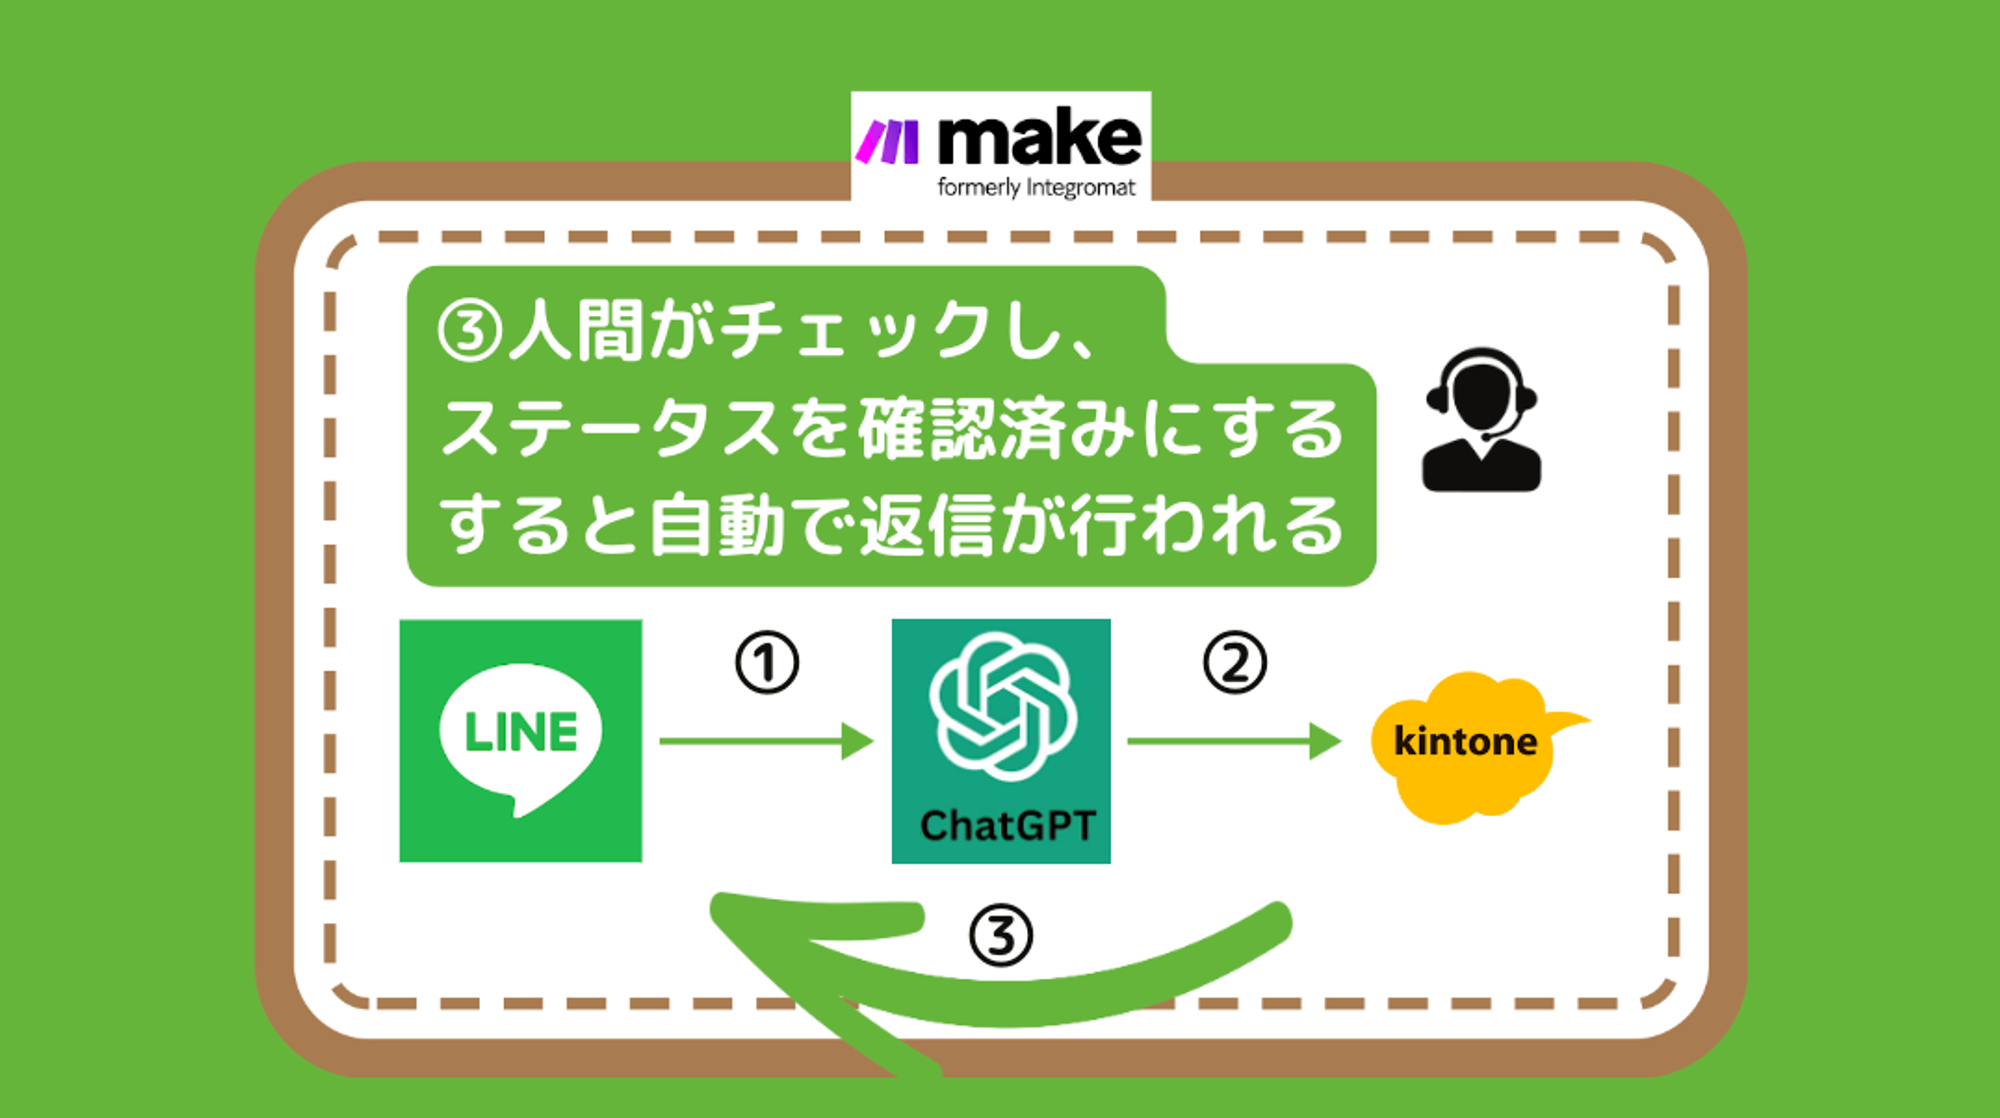 make
formerly Integromat
③人間がチェックし、
ステータスを確認済みにする
すると自動で返信が行われる
LINE
①
ChatGPT
②
kintone
③